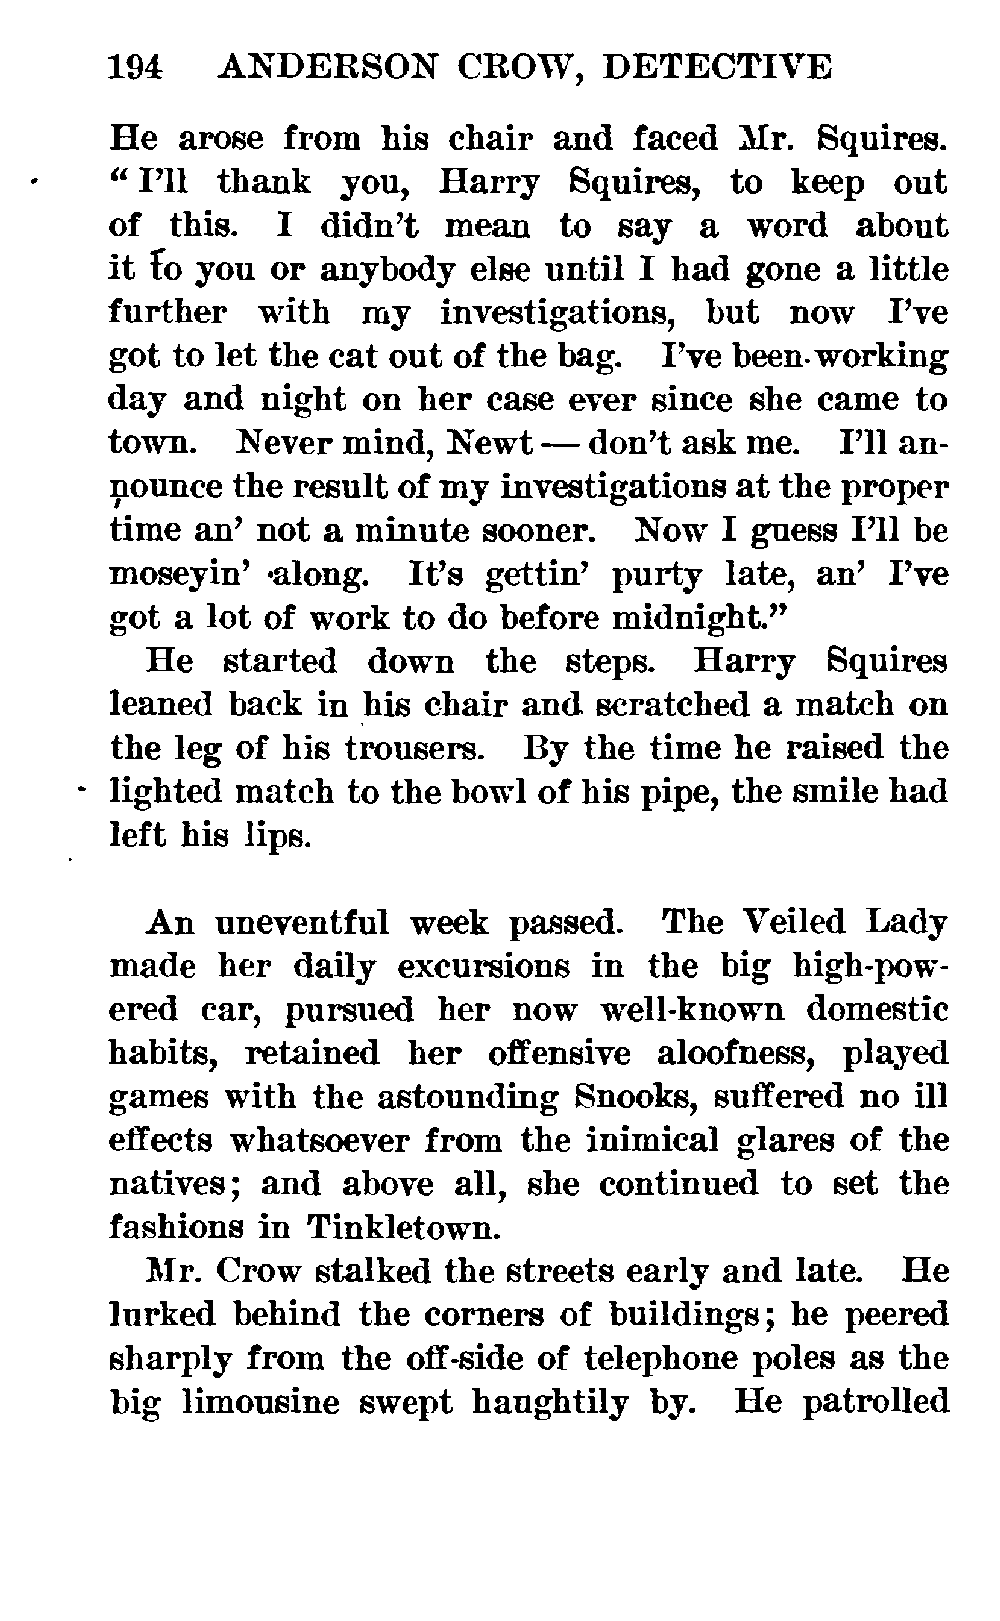 194 ANDERSON CROW, DETECTIVE
He arose from his chair and faced Mr. Squires.
“I’ll thank you, Harry Squires, to keep out
of this. I didn’t mean to say a word about
it to you or anybody else until I had gone a little
further with my investigations, but now I’ve
got to let the cat out of the bag. I’ve been working
day and night on her case ever since she came to
town. Never mind, Newt — don’t ask me. I’ll an-
nounce the result of my investigations at the proper
time an’ not a minute sooner. Now I guess I’ll be
moseyin’ along. It’s gettin’ purty late, an’ I’ve
got a lot of work to do before midnight.”
He started down the steps. Harry Squires
leaned back in his chair and scratched a match on
the leg of his trousers. By the time he raised the
lighted match to the bowl of his pipe, the smile had
left his lips.
An uneventful week passed. The Veiled Lady
made her daily excursions in the big high-pow-
ered car, pursued her now well-known domestic
habits, retained her offensive aloofness, played
games with the astounding Snooks, suffered no ill
effects whatsoever from the inimical glares of the
natives; and above all, she continued to set the
fashions in Tinkletown.
Mr. Crow stalked the streets early and late. He
lurked behind the corners of buildings; he peered
sharply from the off-side of telephone poles as the
big limousine swept haughtily by. He patrolled